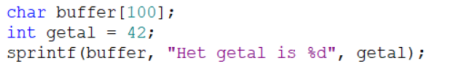 char buffer[100];
int getal = 42;
sprintf(buffer, "Het getal is %d", getal);